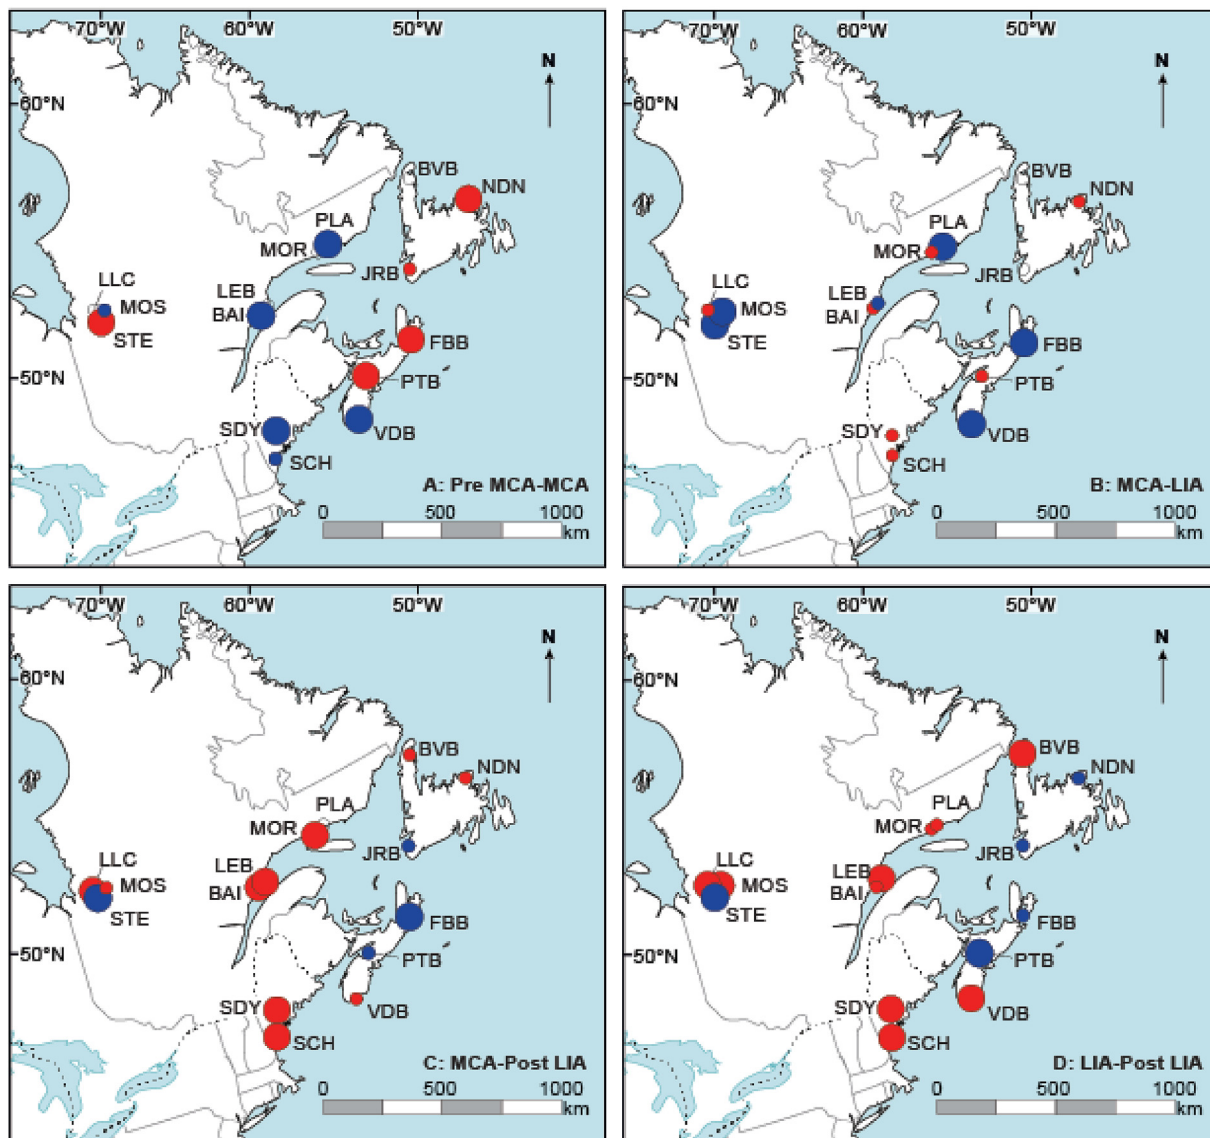 70°W 60°W 50°W
N
60°N
BVB
NDN
PLA
MOR
JRB
LLC
LEB
MOS
BAI
STE
FBB
50°N
PTB
SDY
VDB
SCH
A: Pre MCA-MCA
0 500 1000
km
70°W 60°W 50°W
N
60°N
BVB
NDN
PLA
MOR
JRB
LLC
LEB
MOS
BAI
STE
FBB
50°N
PTB
SDY
VDB
SCH
B: MCA-LIA
0 500 1000
km
70°W 60°W 50°W
N
60°N
BVB
NDN
PLA
MOR
JRB
LLC
LEB
MOS
BAI
STE
FBB
50°N
PTB
SDY
VDB
SCH
C: MCA-Post LIA
0 500 1000
km
70°W 60°W 50°W
N
60°N
BVB
NDN
PLA
MOR
JRB
LLC
LEB
MOS
BAI
STE
FBB
50°N
PTB
SDY
VDB
SCH
D: LIA-Post LIA
0 500 1000
km